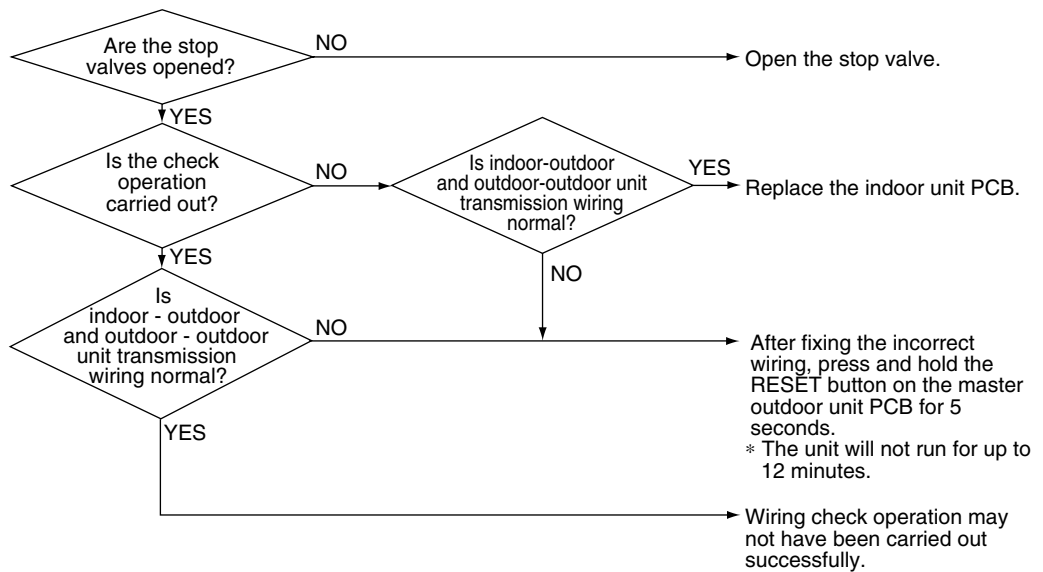 Are the stop
valves opened?
NO
Open the stop valve.
YES
Is the check
operation
carried out?
NO
Is indoor-outdoor
and outdoor-outdoor unit
transmission wiring
normal?
YES
Replace the indoor unit PCB.
YES
NO
Is
indoor - outdoor
and outdoor - outdoor
unit transmission
wiring normal?
NO
After fixing the incorrect
wiring, press and hold the
RESET button on the master
outdoor unit PCB for 5
seconds.
* The unit will not run for up to
12 minutes.
YES
Wiring check operation may
not have been carried out
successfully.